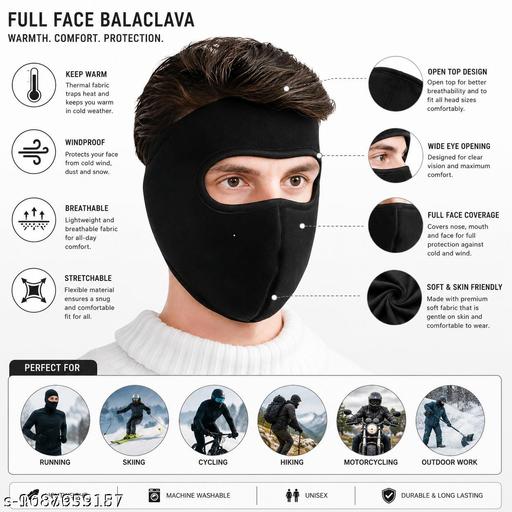 FULL FACE BALACLAVA
WARMTH. COMFORT. PROTECTION.
KEEP WARM
Thermal fabric
traps heat and
keeps you warm
in cold weather.
WINDPROOF
Protects your face
from cold wind,
dust and snow.
BREATHABLE
Lightweight and
breathable fabric
for all-day
comfort.
STRETCHABLE
Flexible material
ensures a snug
and comfortable
fit for all.
OPEN TOP DESIGN
Open top for better
breathability and to
fit all head sizes
comfortably.
WIDE EYE OPENING
Designed for clear
vision and maximum
comfort.
FULL FACE COVERAGE
Covers nose, mouth
and face for full
protection against
cold and wind.
SOFT & SKIN FRIENDLY
Made with premium
soft fabric that is
gentle on skin and
comfortable to wear.
PERFECT FOR
RUNNING
SKIING
CYCLING
HIKING
MOTORCYCLING
OUTDOOR WORK
MACHINE WASHABLE
UNISEX
DURABLE & LONG LASTING